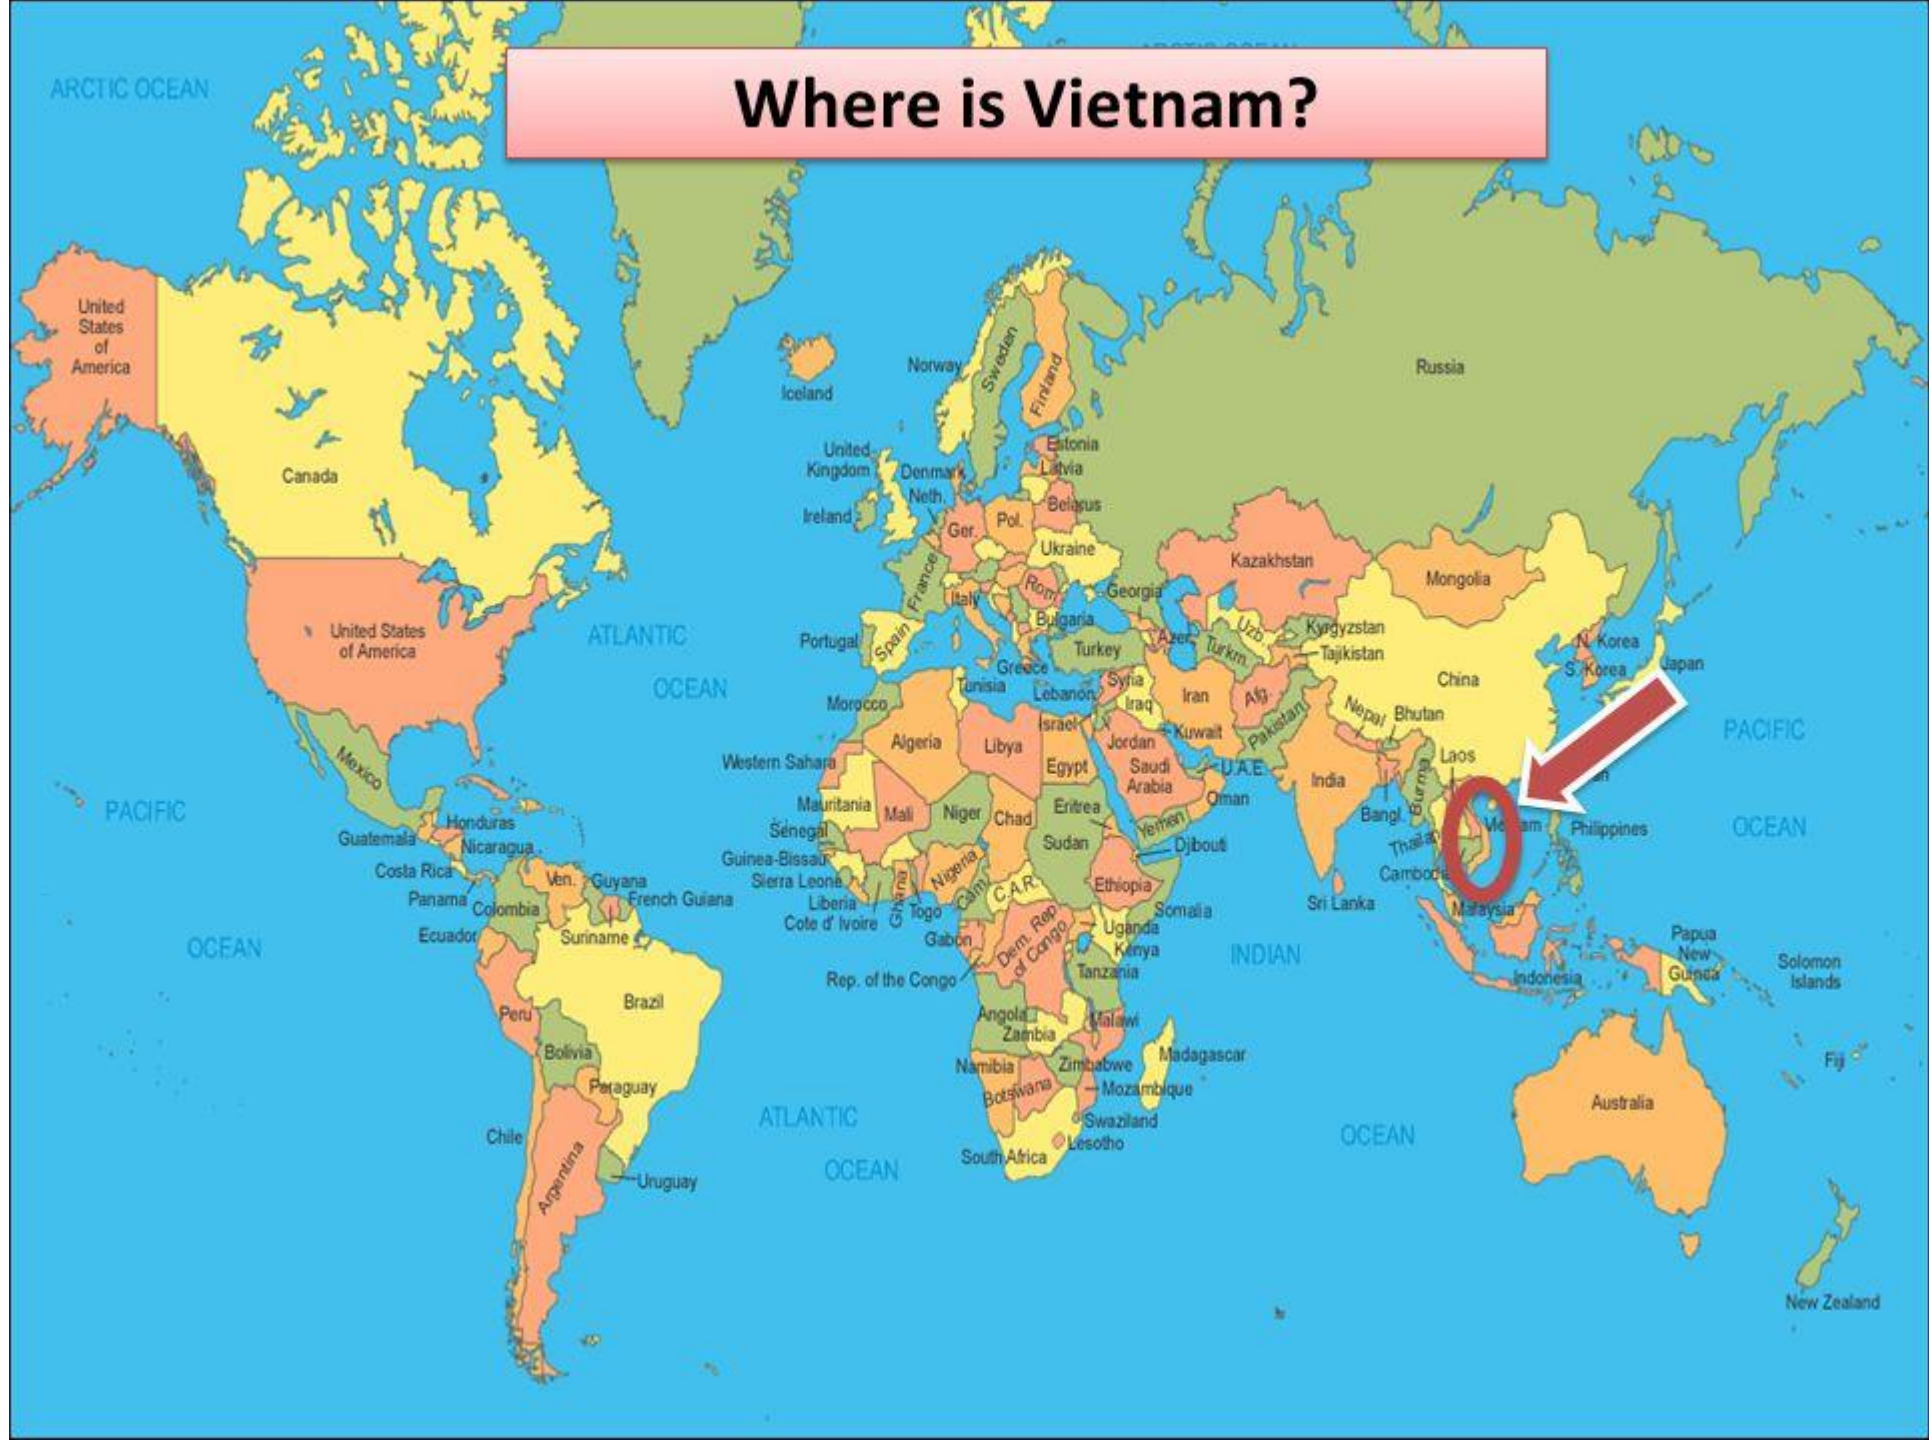 ARCTIC OCEAN
Where is Vietnam?
United
States
of
America
Canada
United States
of America
Mexico
PACIFIC
OCEAN
ATLANTIC
OCEAN
Guatemala
Honduras
Nicaragua
Costa Rica
Panama
Ven.
Guyana
French Guiana
Colombia
Suriname
Ecuador
Brazil
Peru
Bolivia
Paraguay
Chile
Argentina
Uruguay
ATLANTIC
OCEAN
Iceland
Norway
Sweden
Finland
Russia
United
Kingdom
Denmark
Estonia
Latvia
Neth.
Belarus
Ireland
Ger.
Pol.
Ukraine
France
Rom.
Italy
Bulgaria
Georgia
Portugal
Spain
Greece
Turkey
Azer.
Turkm.
Uzb.
Kazakhstan
Kyrgyzstan
Tajikistan
Mongolia
China
N. Korea
S. Korea
Japan
Tunisia
Lebanon
Syria
Iraq
Iran
Afg.
Pakistan
Nepal
Bhutan
Morocco
Israel
Jordan
Kuwait
Algeria
Libya
Egypt
Saudi
Arabia
U.A.E.
Oman
India
Laos
Burma
Bangl.
Western Sahara
Mauritania
Mali
Niger
Chad
Eritrea
Sudan
Yemen
Djibouti
Senegal
Guinea-Bissau
Sierra Leone
Liberia
Cote d' Ivoire
Ghana
Togo
Nigeria
Cam.
C.A.R.
Ethiopia
Somalia
Uganda
Kenya
Gabon
Dem. Rep
of Congo
Rep. of the Congo
Tanzania
Angola
Zambia
Malawi
Namibia
Botswana
Zimbabwe
Mozambique
Madagascar
Swaziland
Lesotho
South Africa
Sri Lanka
Vietnam
Philippines
Malaysia
Indonesia
Papua
New
Guinea
Solomon
Islands
Fiji
Australia
New Zealand
INDIAN
OCEAN
PACIFIC
OCEAN